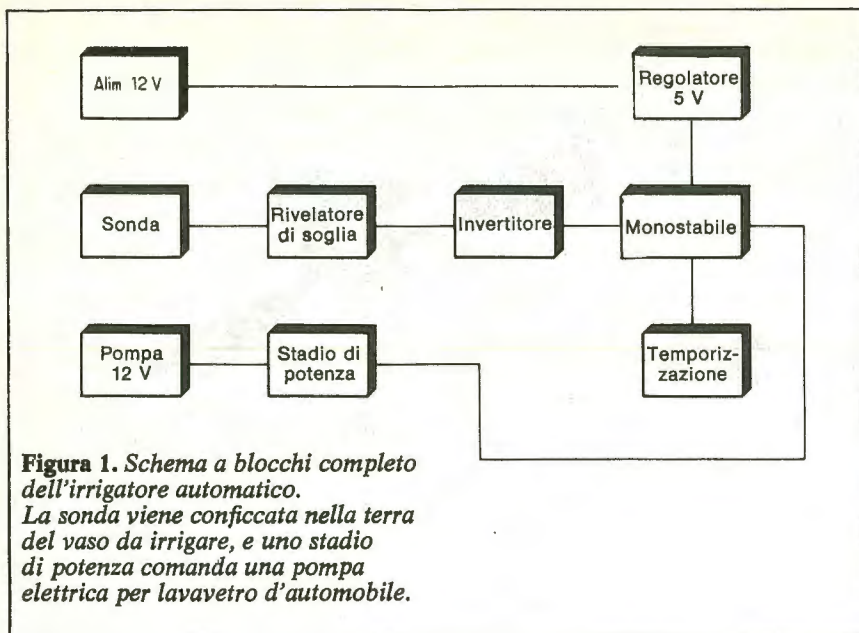 Alim 12 V
Regolatore
5 V
Sonda
Rivelatore
di soglia
Invertitore
Monostabile
Pompa
12 V
Stadio di
potenza
Temporiz-
zazione
Figura 1. Schema a blocchi completo
dell'irrigatore automatico.
La sonda viene conficcata nella terra
del vaso da irrigare, e uno stadio
di potenza comanda una pompa
elettrica per lavavetro d'automobile.